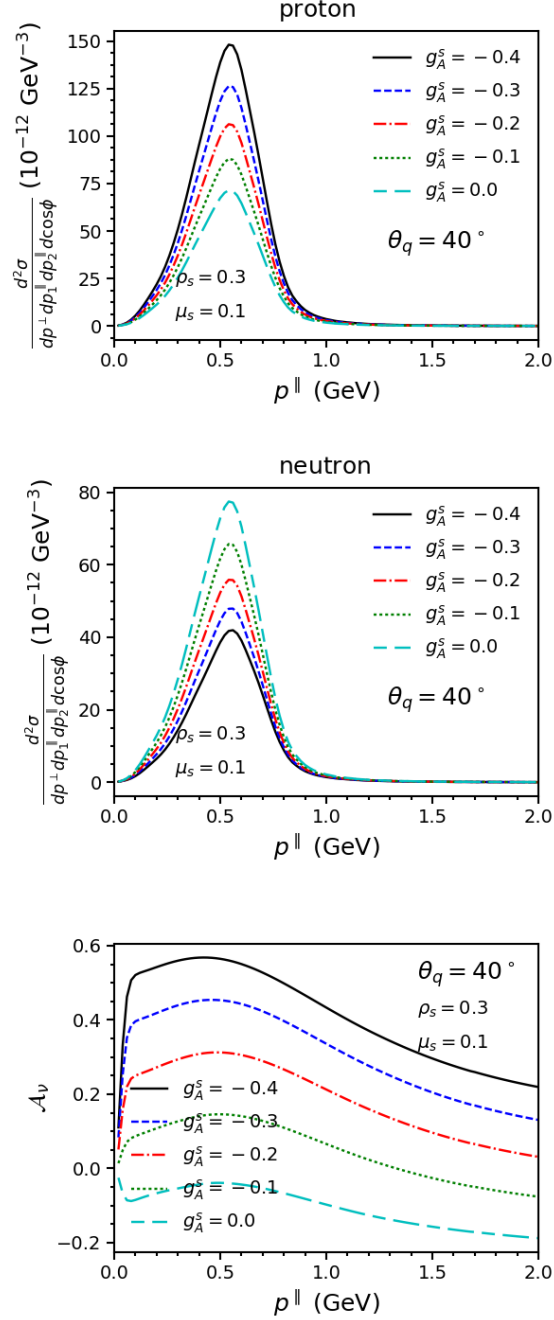 proton
d²σ / dp⊥ dp₁∥ dp₂∥ dcosϕ (10⁻¹² GeV⁻³)
150
125
100
75
50
25
0
g_A^s = − 0.4
g_A^s = − 0.3
g_A^s = − 0.2
g_A^s = − 0.1
g_A^s = 0.0
θ_q = 40°
ρ_s = 0.3
μ_s = 0.1
0.0 0.5 1.0 1.5 2.0
p∥ (GeV)
neutron
d²σ / dp⊥ dp₁∥ dp₂∥ dcosϕ (10⁻¹² GeV⁻³)
80
60
40
20
0
g_A^s = − 0.4
g_A^s = − 0.3
g_A^s = − 0.2
g_A^s = − 0.1
g_A^s = 0.0
θ_q = 40°
ρ_s = 0.3
μ_s = 0.1
0.0 0.5 1.0 1.5 2.0
p∥ (GeV)
𝒜_ν
0.6
0.4
0.2
0.0
−0.2
θ_q = 40°
ρ_s = 0.3
μ_s = 0.1
g_A^s = − 0.4
g_A^s = − 0.3
g_A^s = − 0.2
g_A^s = − 0.1
g_A^s = 0.0
0.0 0.5 1.0 1.5 2.0
p∥ (GeV)